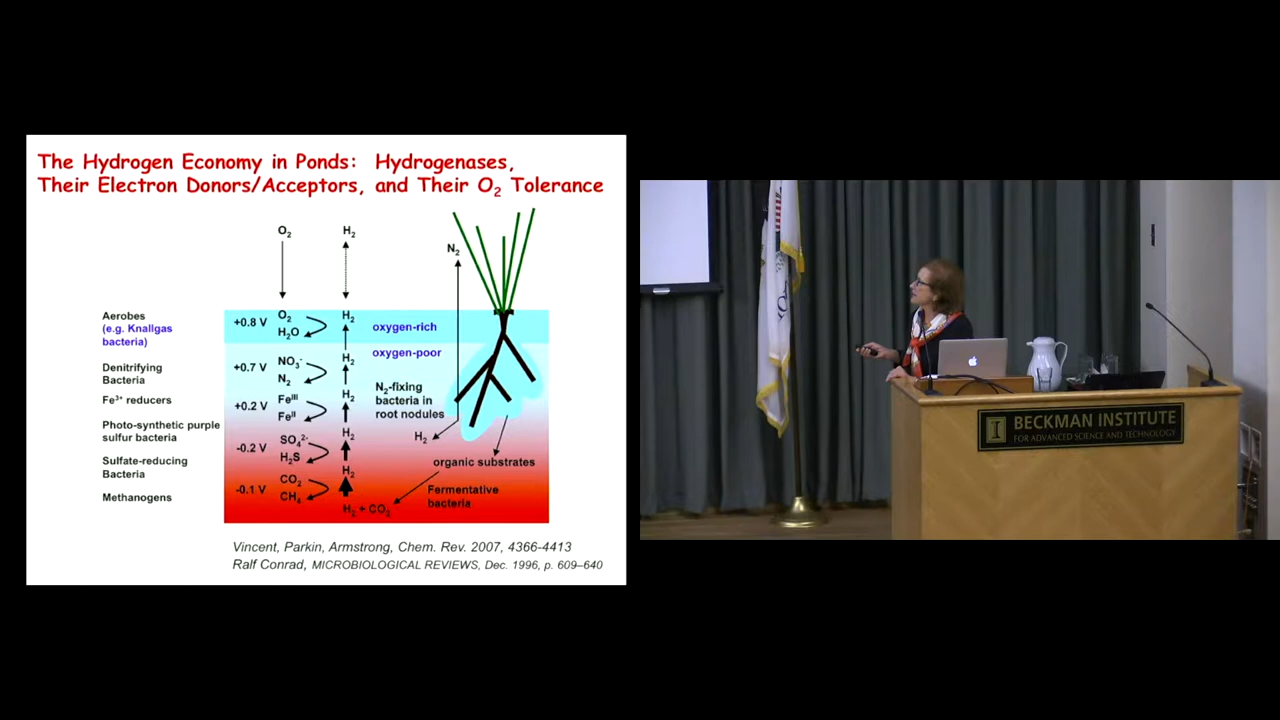 The Hydrogen Economy in Ponds: Hydrogenases,
Their Electron Donors/Acceptors, and Their O₂ Tolerance
O₂
H₂
N₂
Aerobes
(e.g. Knallgas
bacteria)
+0.8 V
O₂
H₂O
H₂
oxygen-rich
oxygen-poor
Denitrifying
Bacteria
+0.7 V
NO₃⁻
N₂
H₂
N₂-fixing
bacteria in
root nodules
Fe³⁺ reducers
+0.2 V
Feᴵᴵᴵ
Feᴵᴵ
H₂
Photo-synthetic purple
sulfur bacteria
-0.2 V
SO₄²⁻
H₂S
H₂
H₂
organic substrates
Sulfate-reducing
Bacteria
H₂
Methanogens
-0.1 V
CO₂
CH₄
H₂ + CO₂
Fermentative
bacteria
Vincent, Parkin, Armstrong, Chem. Rev. 2007, 4366-4413
Ralf Conrad, MICROBIOLOGICAL REVIEWS, Dec. 1996, p. 609–640
I
BECKMAN INSTITUTE
FOR ADVANCED SCIENCE AND TECHNOLOGY